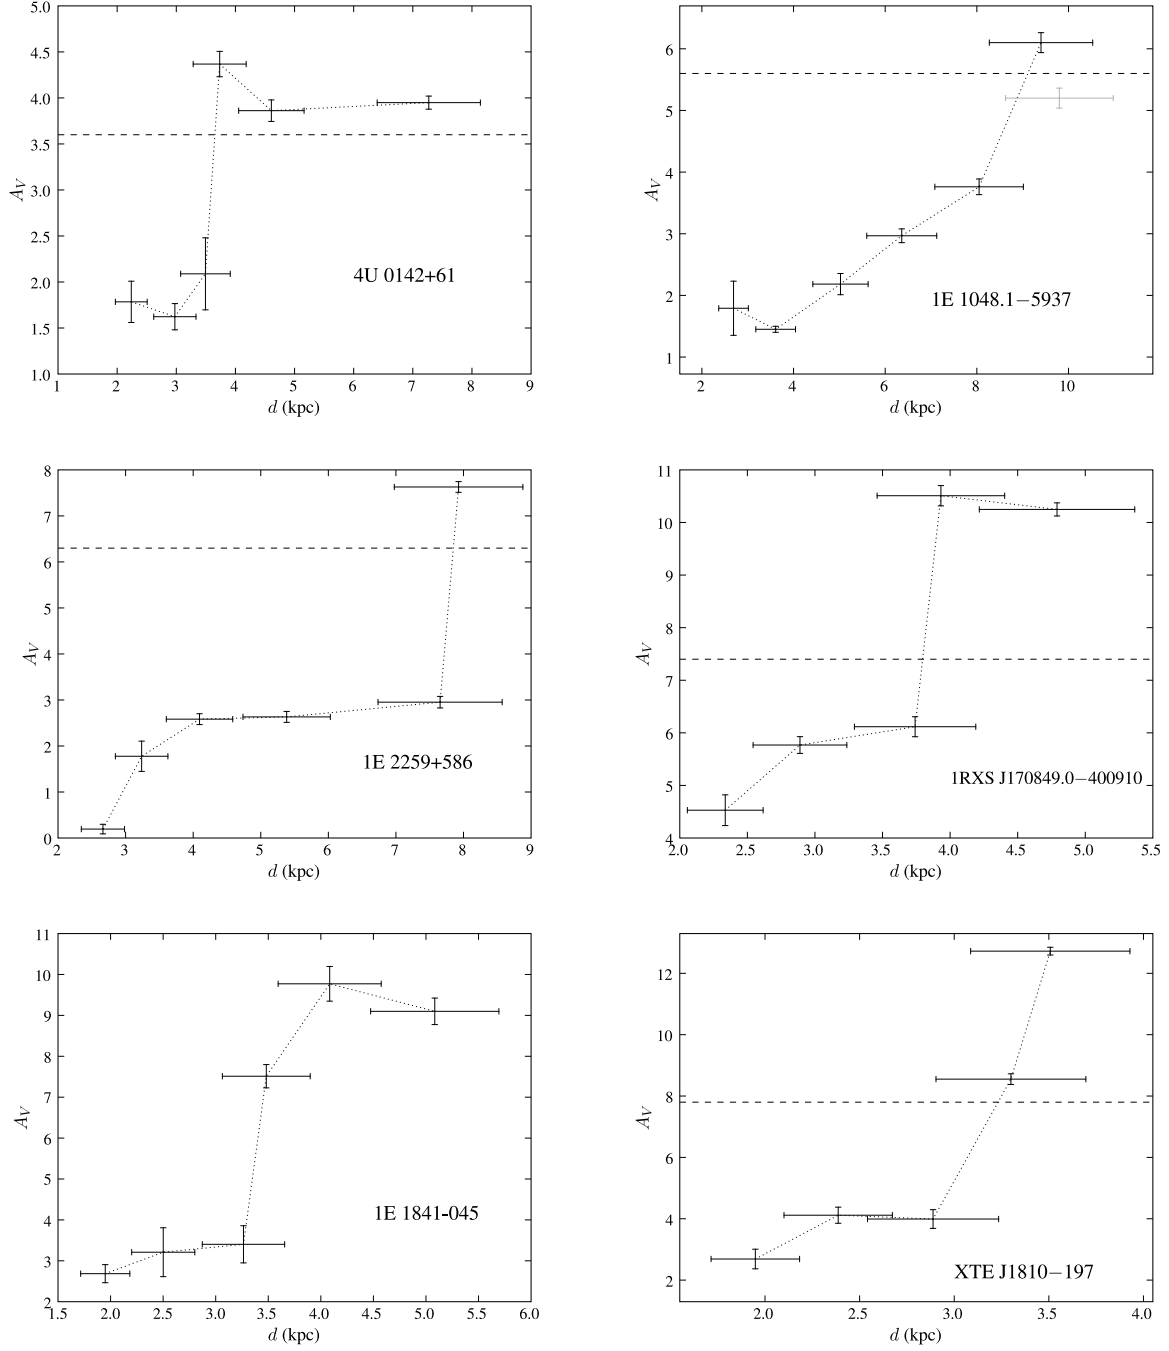 5.0
4.5
4.0
3.5
3.0
2.5
2.0
1.5
1.0
A_V
4U 0142+61
1 2 3 4 5 6 7 8 9
d (kpc)
6
5
4
3
2
1
A_V
1E 1048.1−5937
2 4 6 8 10
d (kpc)
8
7
6
5
4
3
2
1
0
A_V
1E 2259+586
2 3 4 5 6 7 8 9
d (kpc)
11
10
9
8
7
6
5
4
A_V
1RXS J170849.0−400910
2.0 2.5 3.0 3.5 4.0 4.5 5.0 5.5
d (kpc)
11
10
9
8
7
6
5
4
3
2
A_V
1E 1841-045
1.5 2.0 2.5 3.0 3.5 4.0 4.5 5.0 5.5 6.0
d (kpc)
12
10
8
6
4
2
A_V
XTE J1810−197
2.0 2.5 3.0 3.5 4.0
d (kpc)